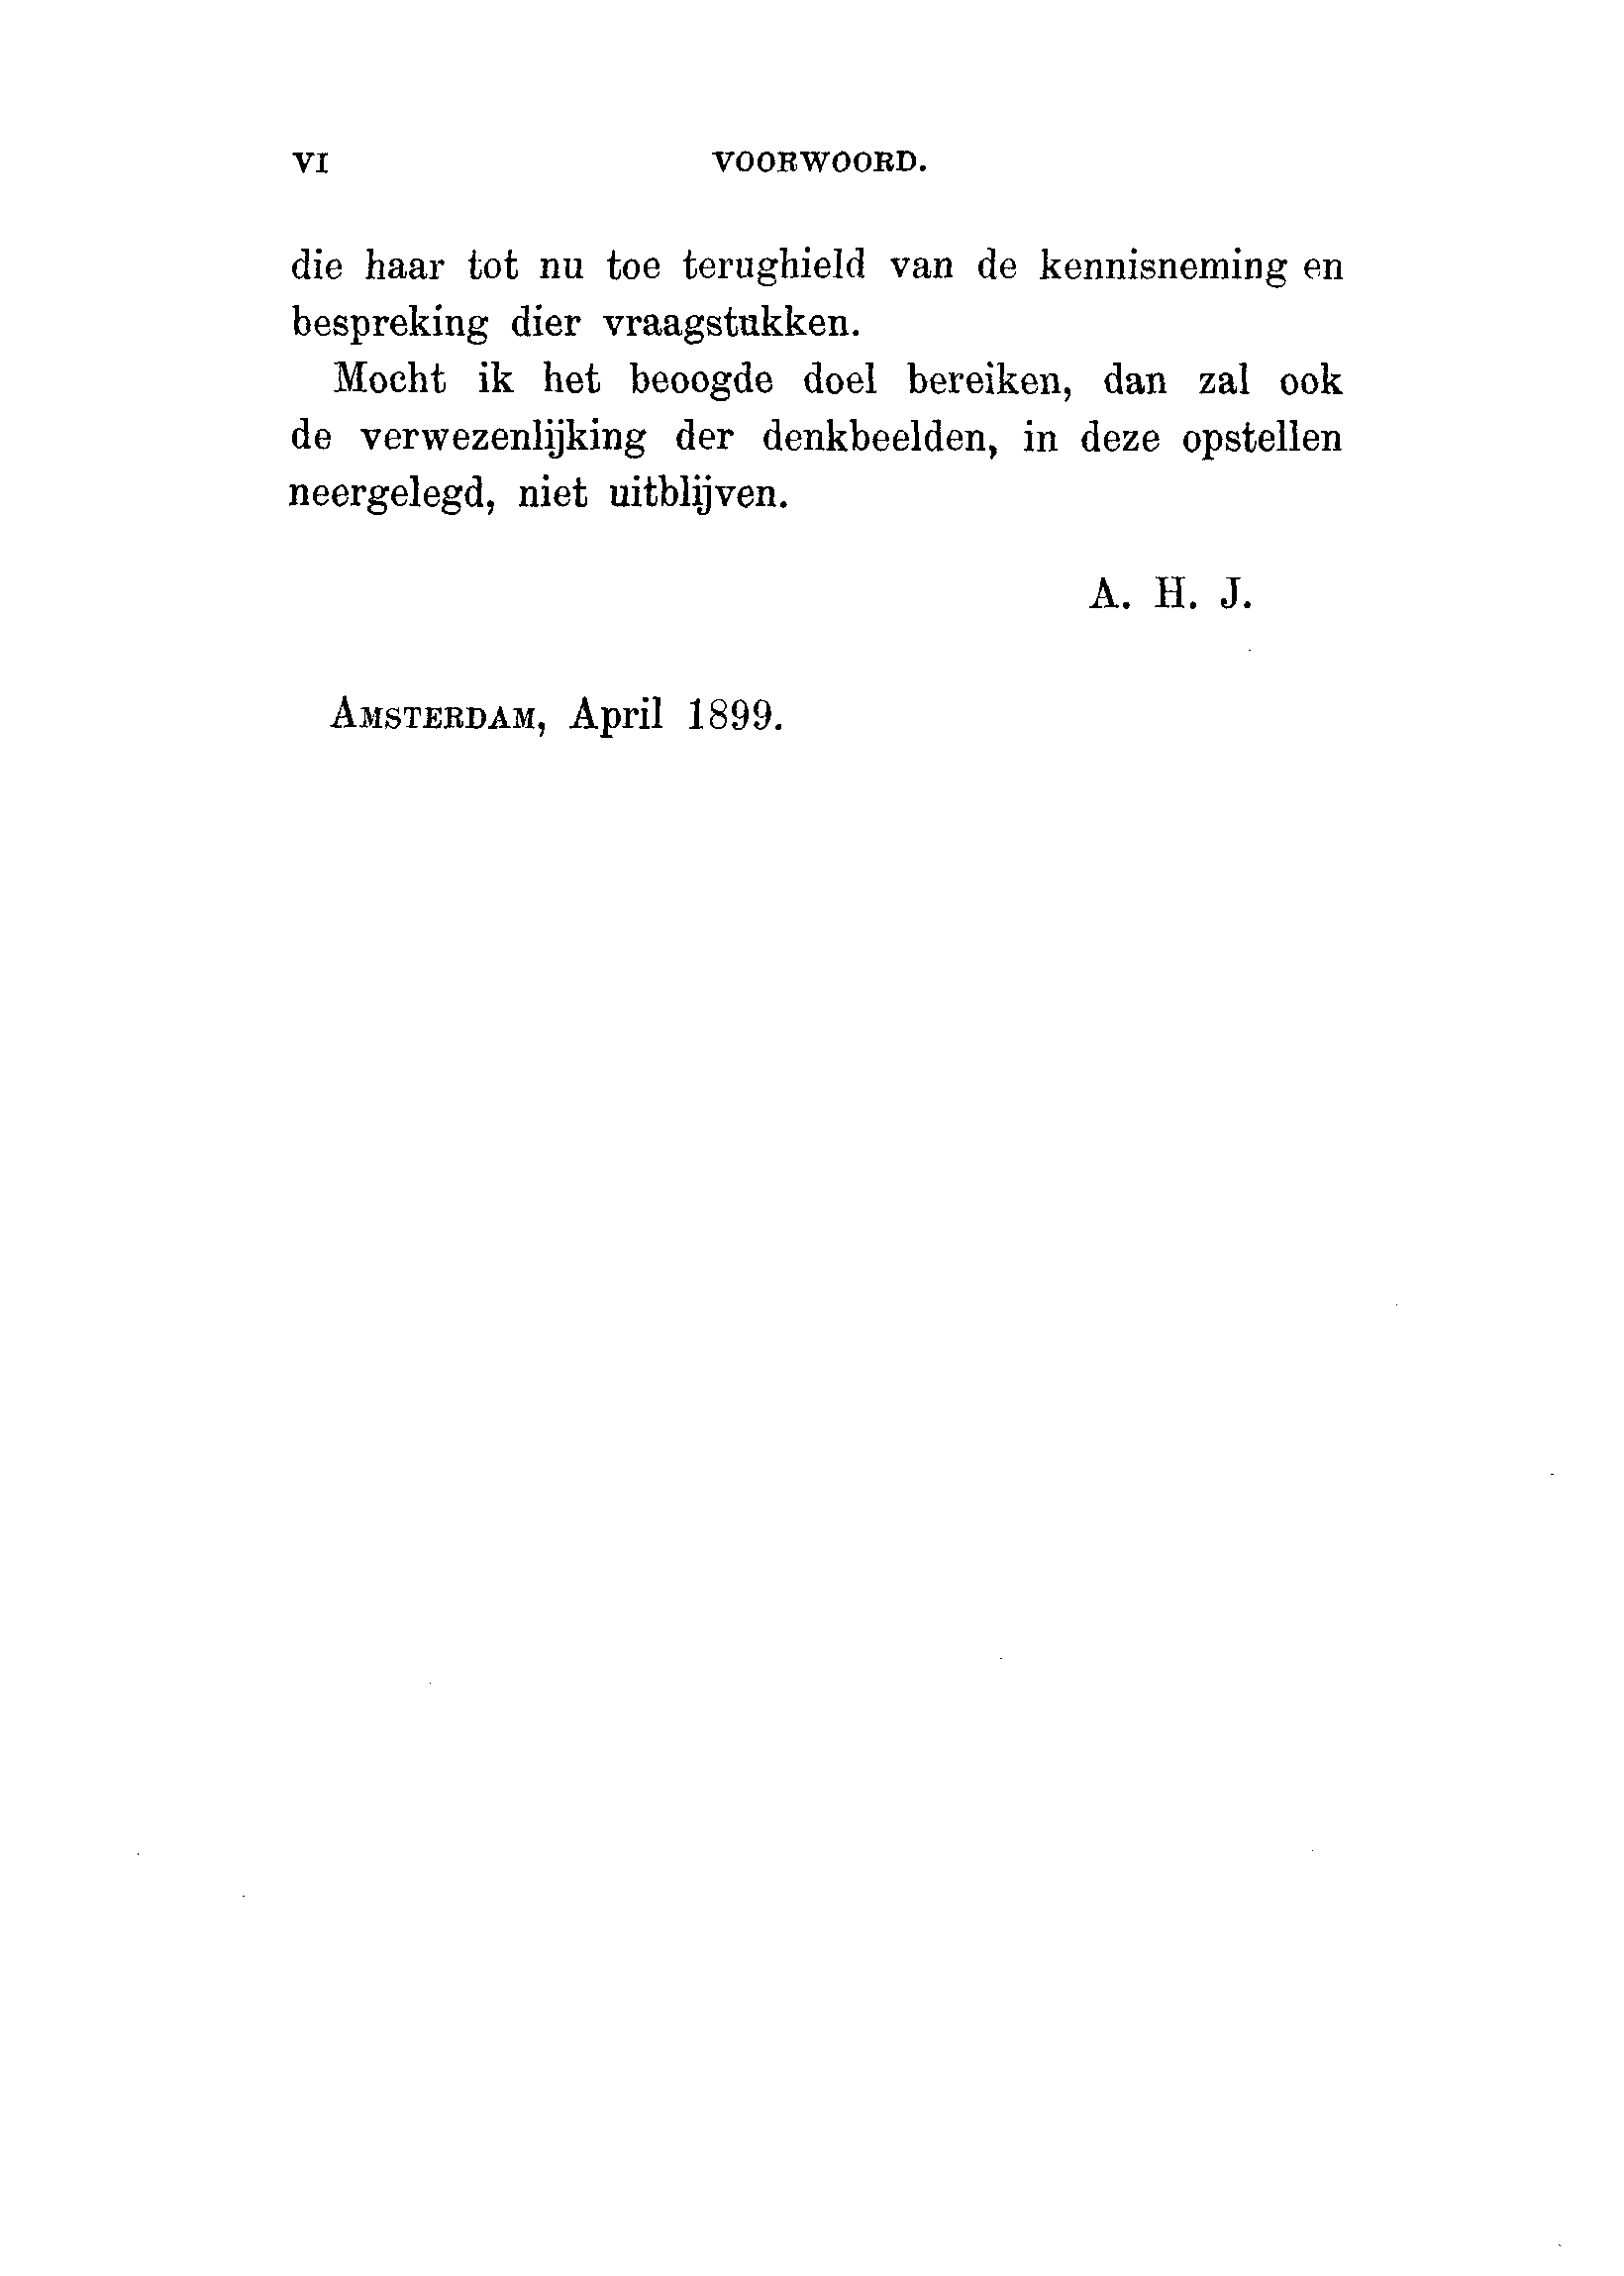 VI VOORWOORD.
die haar tot nu toe terughield van de kennisneming en
bespreking dier vraagstukken.
Mocht ik het beoogde doel bereiken, dan zal ook
de verwezenlijking der denkbeelden, in deze opstellen
neergelegd, niet uitblijven.
A. H. J.
AMSTERDAM, April 1899.